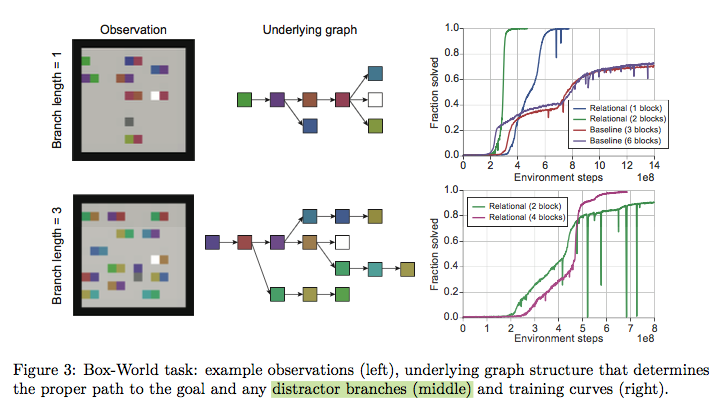 Observation
Underlying graph
Branch length = 1
1.0
0.8
0.6
0.4
0.2
0.0
Fraction solved
Relational (1 block)
Relational (2 blocks)
Baseline (3 blocks)
Baseline (6 blocks)
0 2 4 6 8 10 12 14
Environment steps 1e8
Branch length = 3
1.0
0.8
0.6
0.4
0.2
0.0
Fraction solved
Relational (2 block)
Relational (4 blocks)
0 1 2 3 4 5 6 7 8
Environment steps 1e8
Figure 3: Box-World task: example observations (left), underlying graph structure that determines
the proper path to the goal and any distractor branches (middle) and training curves (right).